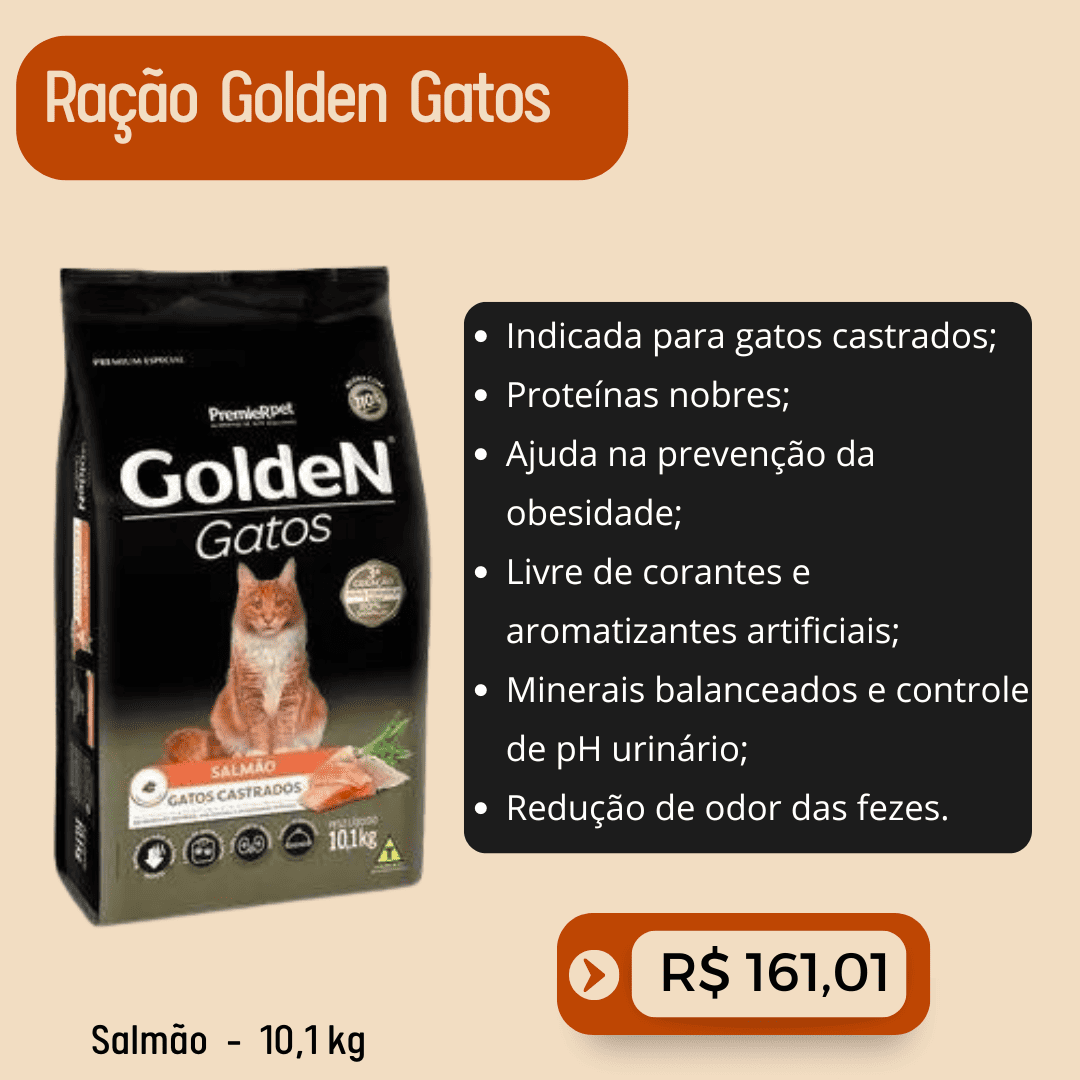 Ração Golden Gatos
PREMIUM ESPECIAL
PremieRpet
GoldeN
Gatos
SALMÃO
GATOS CASTRADOS
10,1kg
• Indicada para gatos castrados;
• Proteínas nobres;
• Ajuda na prevenção da
obesidade;
• Livre de corantes e
aromatizantes artificiais;
• Minerais balanceados e controle
de pH urinário;
• Redução de odor das fezes.
R$ 161,01
Salmão - 10,1 kg